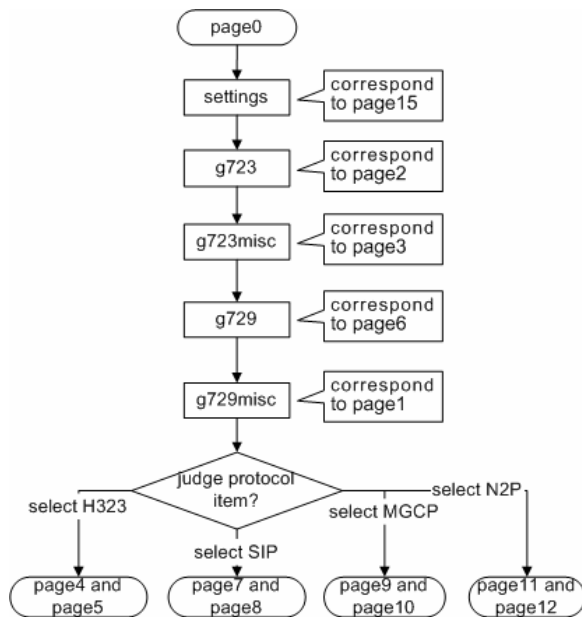 page0
settings
correspond
to page15
g723
correspond
to page2
g723misc
correspond
to page3
g729
correspond
to page6
g729misc
correspond
to page1
judge protocol
item?
select H323
select SIP
select MGCP
select N2P
page4 and
page5
page7 and
page8
page9 and
page10
page11 and
page12